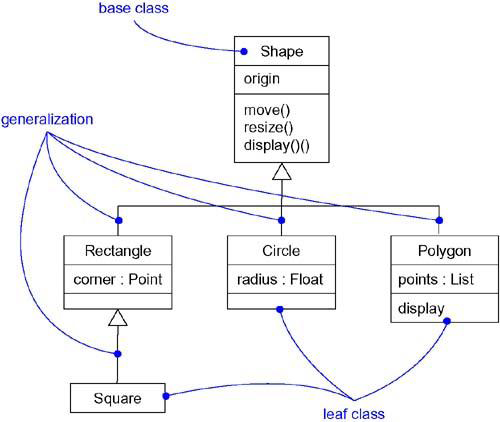 base class
Shape
origin
move()
resize()
display()()
generalization
Rectangle
corner : Point
Circle
radius : Float
Polygon
points : List
display
Square
leaf class